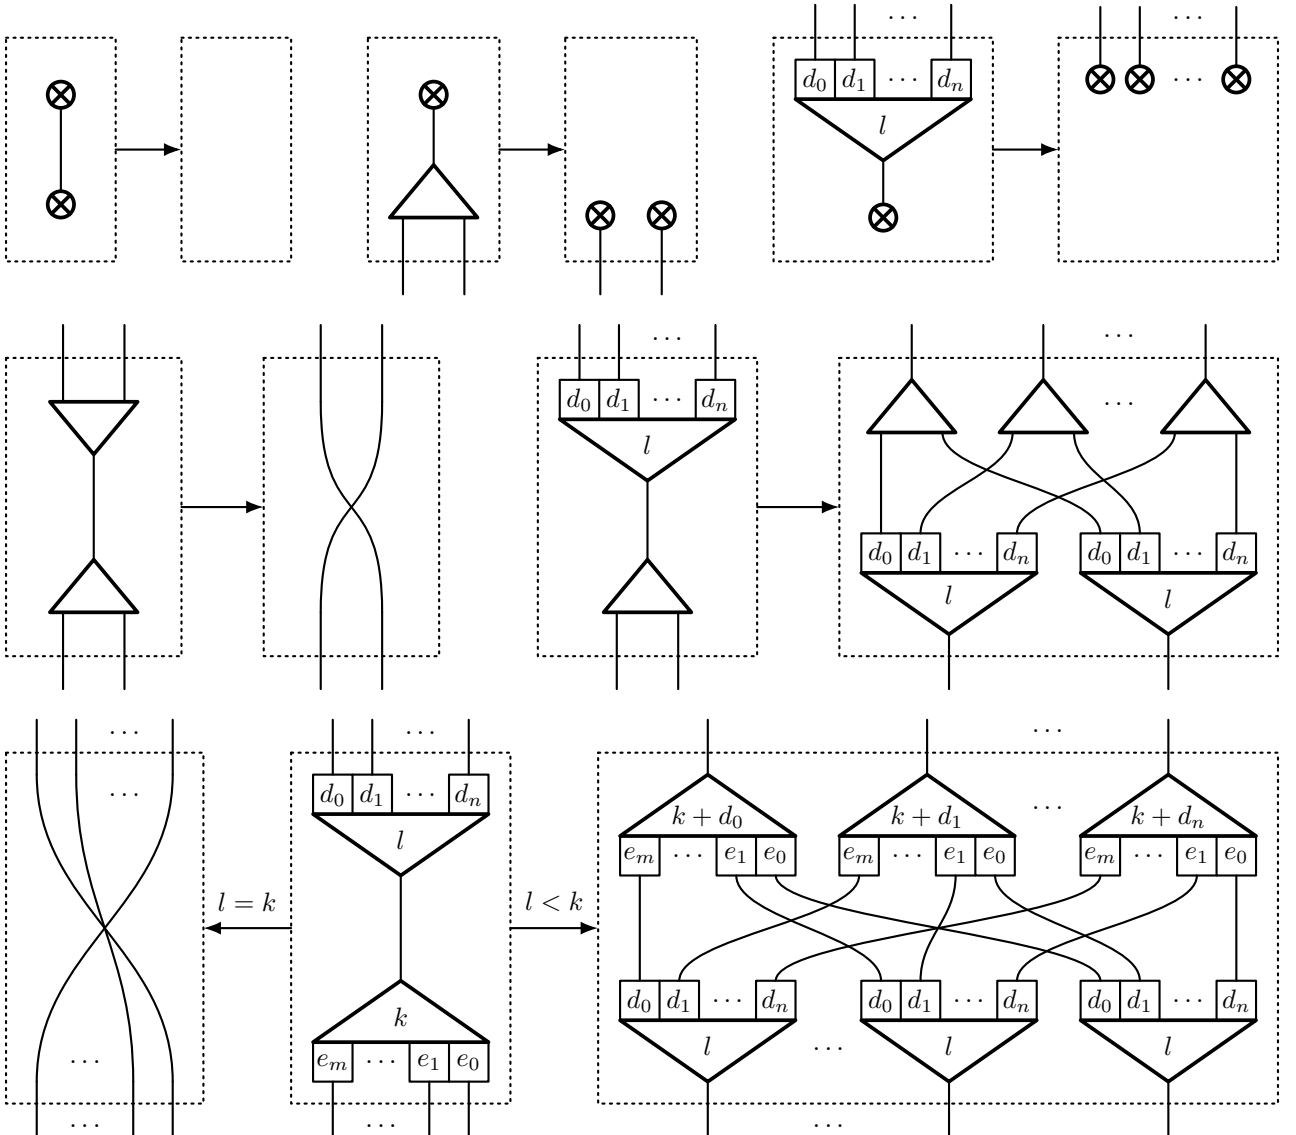 ···
d₀ d₁ ··· dₙ ···
l
···
···
d₀ d₁ ··· dₙ ···
l
d₀ d₁ ··· dₙ d₀ d₁ ··· dₙ
l l
··· ··· ···
··· d₀ d₁ ··· dₙ k + d₀ k + d₁ ··· k + dₙ
l eₘ ··· e₁ e₀ eₘ ··· e₁ e₀ eₘ ··· e₁ e₀
l = k l < k
k d₀ d₁ ··· dₙ d₀ d₁ ··· dₙ d₀ d₁ ··· dₙ
··· eₘ ··· e₁ e₀ l ··· l l
··· ··· ···